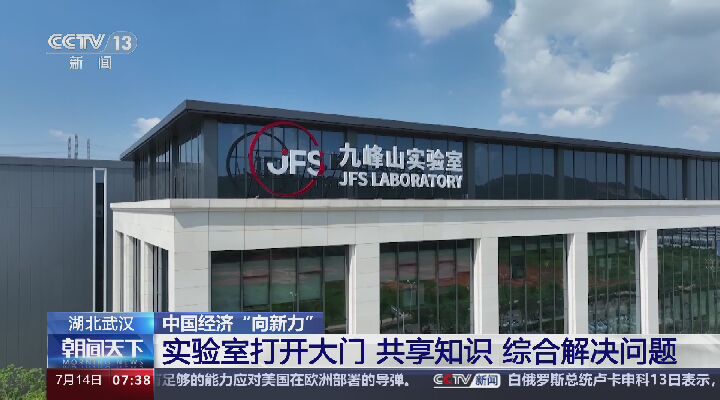 CCTV 13
新闻
JFS 九峰山实验室
JFS LABORATORY
湖北武汉
中国经济“向新力”
朝闻天下
MORNING NEWS
实验室打开大门 共享知识 综合解决问题
7月14日 07:38
足够的能力应对美国在欧洲部署的导弹。 CCTV 新闻 白俄罗斯总统卢卡申科13日表示，